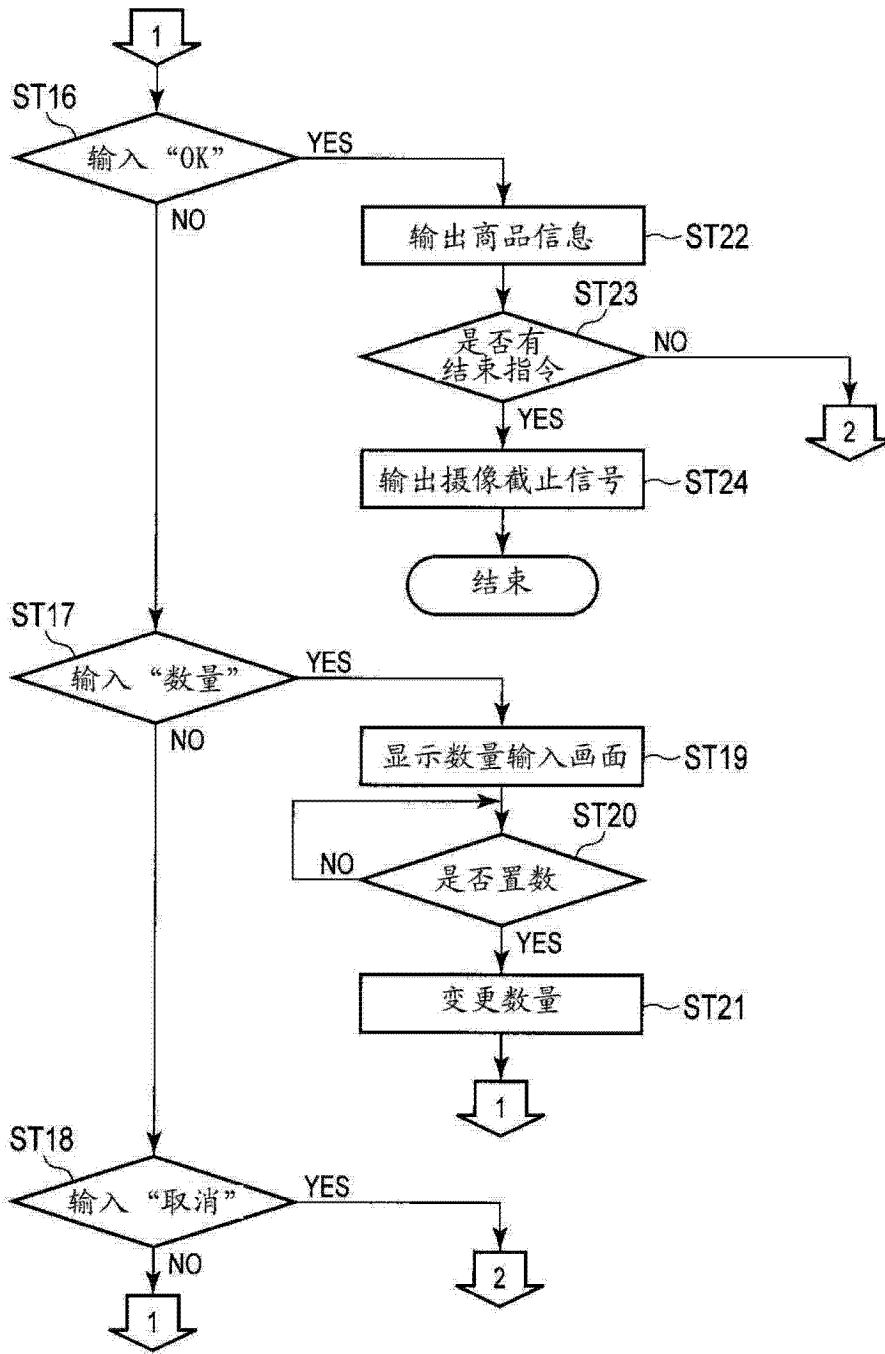 1
ST16
输入“OK”
YES
NO
输出商品信息
ST22
ST23
是否有
结束指令
NO
YES
2
输出摄像截止信号
ST24
结束
ST17
输入“数量”
YES
NO
显示数量输入画面
ST19
ST20
是否置数
NO
YES
变更数量
ST21
1
ST18
输入“取消”
YES
NO
2
1